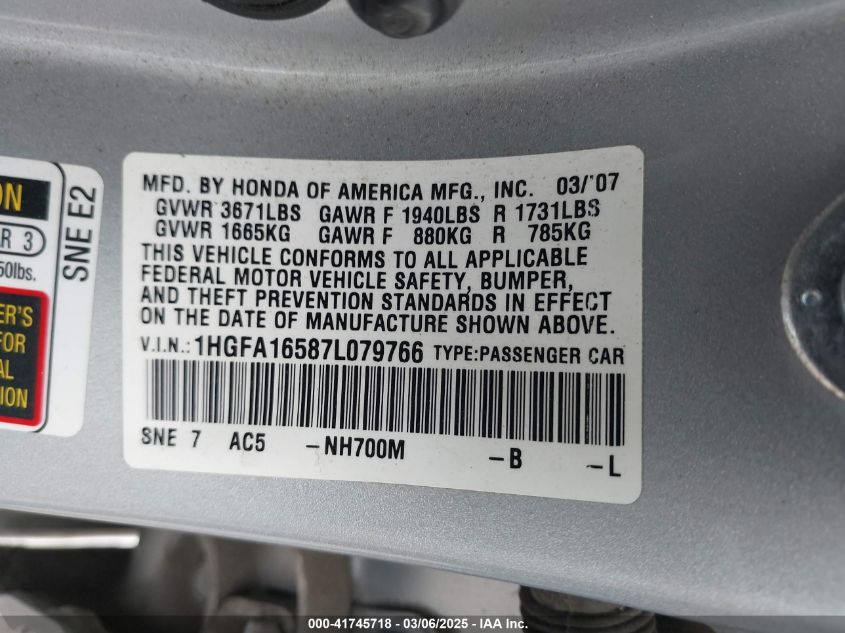 ON
R 3
50lbs.
ER'S
FOR
AL
ION
SNE E2
MFD. BY HONDA OF AMERICA MFG., INC. 03/'07
GVWR 3671LBS GAWR F 1940LBS R 1731LBS
GVWR 1665KG GAWR F 880KG R 785KG
THIS VEHICLE CONFORMS TO ALL APPLICABLE
FEDERAL MOTOR VEHICLE SAFETY, BUMPER,
AND THEFT PREVENTION STANDARDS IN EFFECT
ON THE DATE OF MANUFACTURE SHOWN ABOVE.
V.I.N.: 1HGFA16587L079766 TYPE:PASSENGER CAR
SNE 7 AC5 -NH700M -B -L
000-41745718 - 03/06/2025 - IAA Inc.